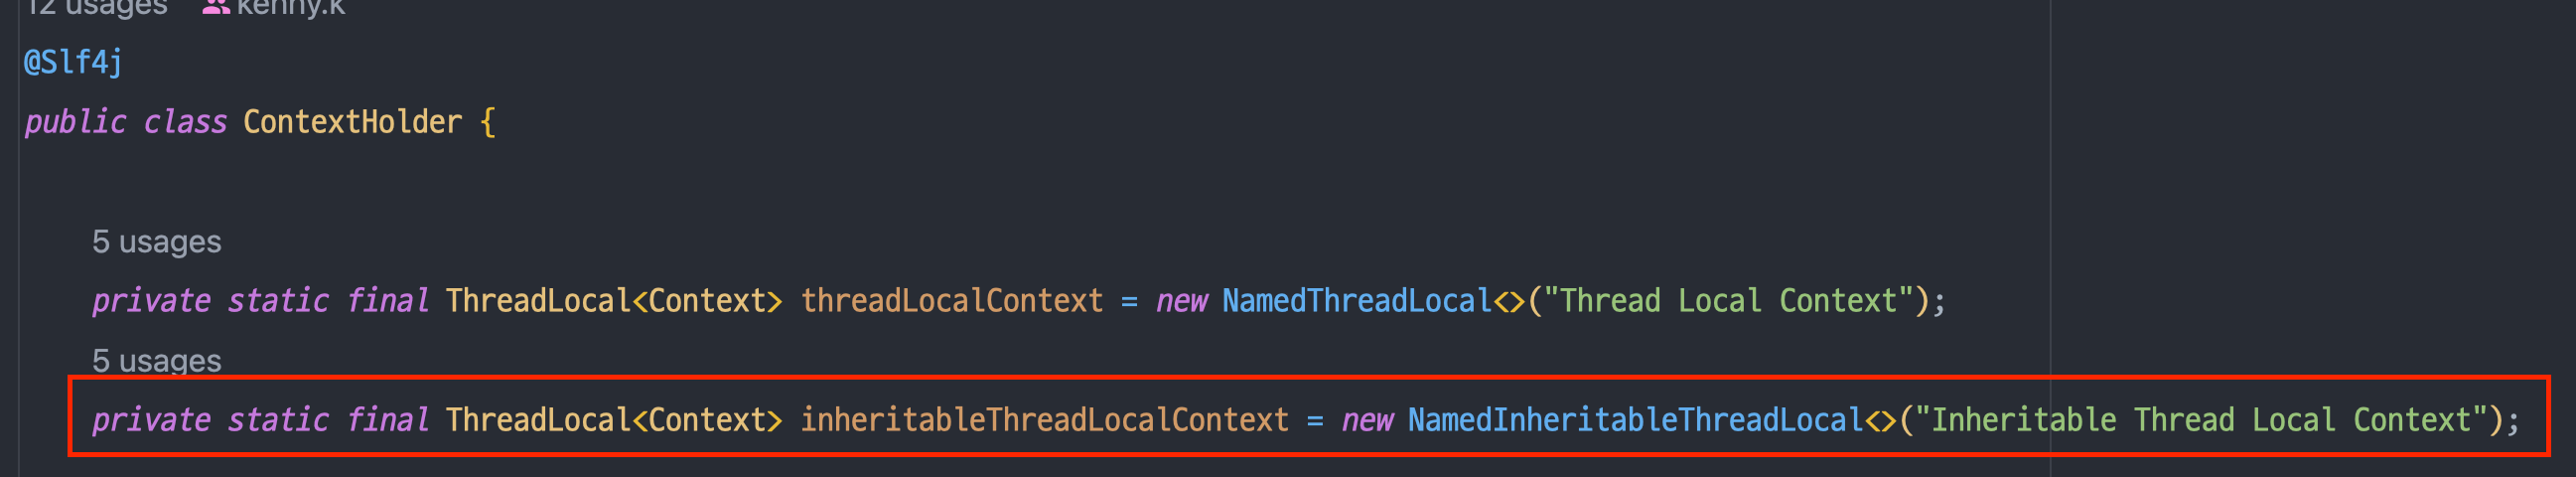 12 usages kenny.k
@Slf4j
public class ContextHolder {
5 usages
private static final ThreadLocal<Context> threadLocalContext = new NamedThreadLocal<>("Thread Local Context");
5 usages
private static final ThreadLocal<Context> inheritableThreadLocalContext = new NamedInheritableThreadLocal<>("Inheritable Thread Local Context");